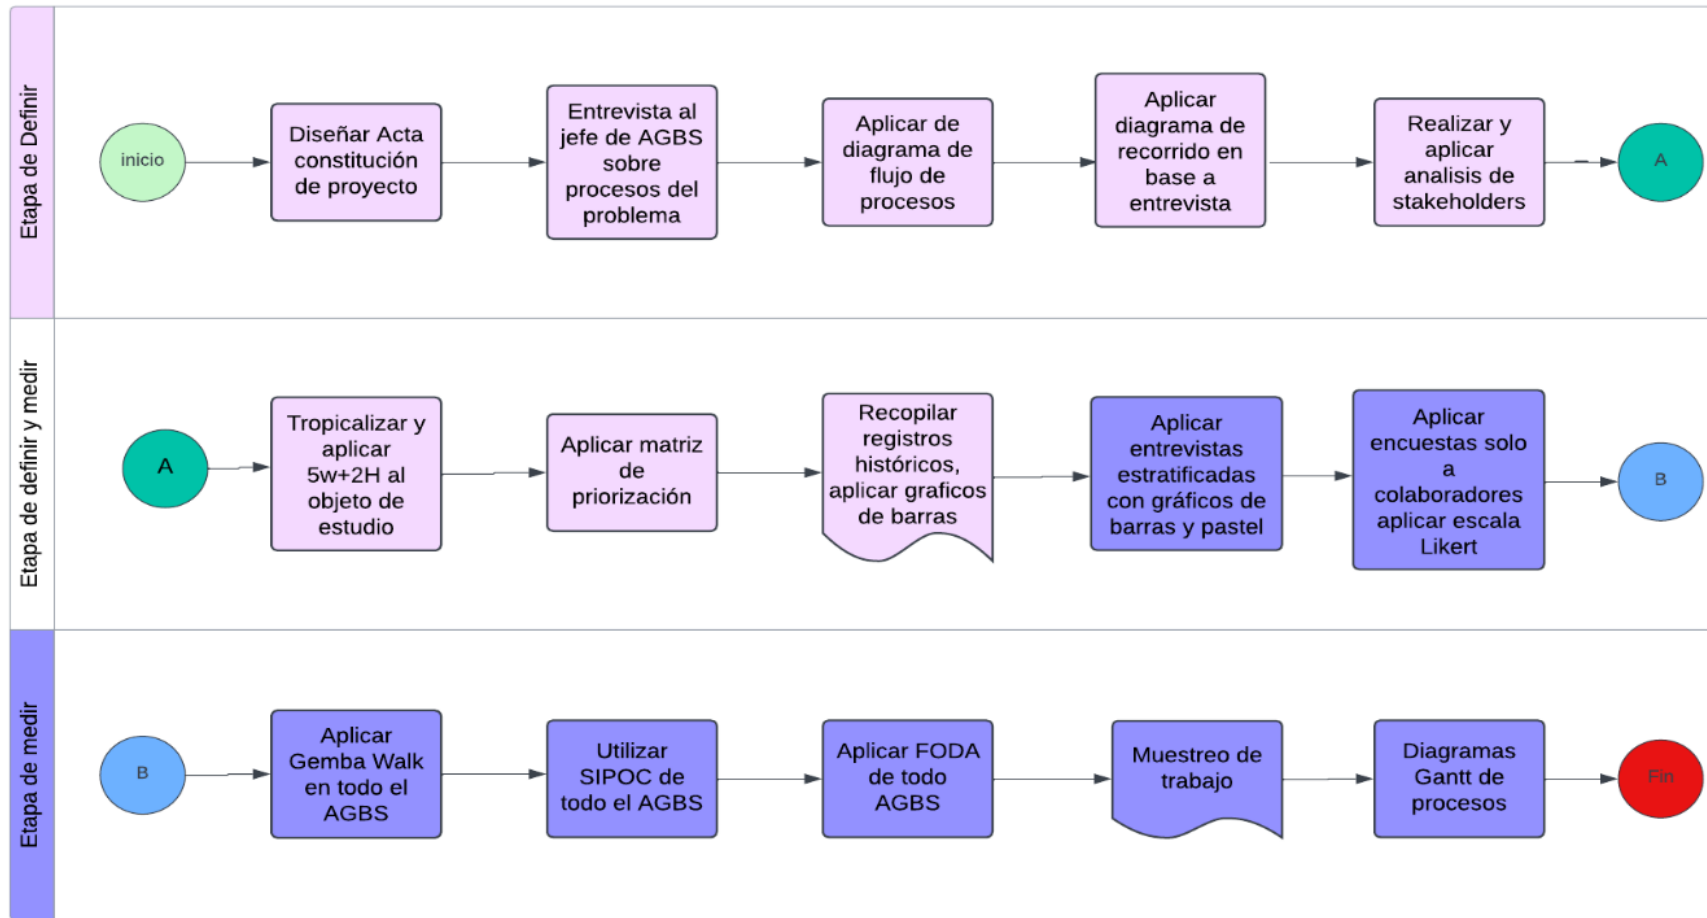 Etapa de Definir
inicio
Diseñar Acta
constitución
de proyecto
Entrevista al
jefe de AGBS
sobre
procesos del
problema
Aplicar de
diagrama de
flujo de
procesos
Aplicar
diagrama de
recorrido en
base a
entrevista
Realizar y
aplicar
analisis de
stakeholders
A
Etapa de definir y medir
A
Tropicalizar y
aplicar
5w+2H al
objeto de
estudio
Aplicar matriz
de
priorización
Recopilar
registros
históricos,
aplicar graficos
de barras
Aplicar
entrevistas
estratificadas
con gráficos de
barras y pastel
Aplicar
encuestas solo
a
colaboradores
aplicar escala
Likert
B
Etapa de medir
B
Aplicar
Gemba Walk
en todo el
AGBS
Utilizar
SIPOC de
todo el AGBS
Aplicar FODA
de todo
AGBS
Muestreo de
trabajo
Diagramas
Gantt de
procesos
Fin